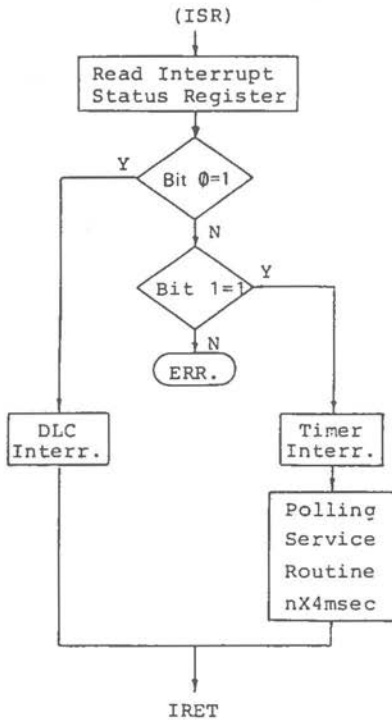 (ISR)
Read Interrupt
Status Register
Y
Bit 0=1
N
Y
Bit 1=1
N
ERR.
DLC
Interr.
Timer
Interr.
Polling
Service
Routine
nX4msec
IRET